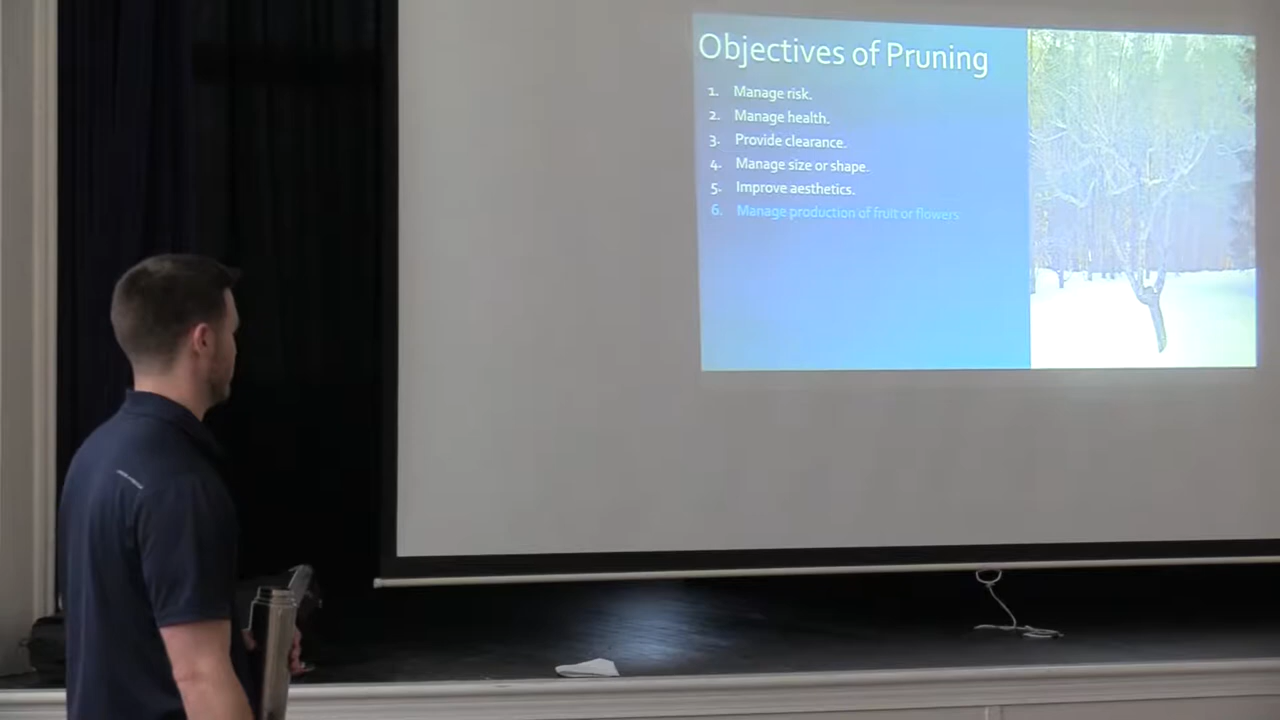 Objectives of Pruning
1. Manage risk.
2. Manage health.
3. Provide clearance.
4. Manage size or shape.
5. Improve aesthetics.
6. Manage production of fruit or flowers